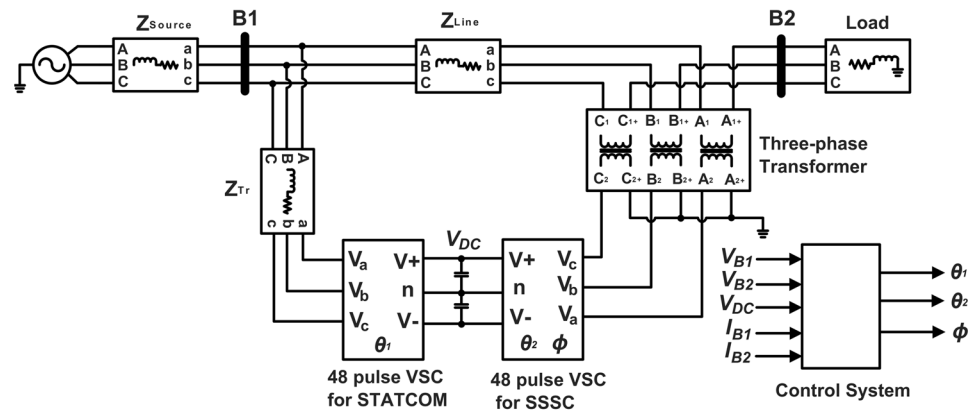 ZSource
B1
ZLine
B2
Load
A
B
C
a
b
c
A
B
C
a
b
c
A
B
C
C1 C1+ B1 B1+ A1 A1+
C2 C2+ B2 B2+ A2 A2+
Three-phase
Transformer
ZTr
C B A
c b a
VDC
Va
Vb
Vc
V+
n
V-
θ1
V+
n
V-
Vc
Vb
Va
θ2 ϕ
48 pulse VSC
for STATCOM
48 pulse VSC
for SSSC
VB1
VB2
VDC
IB1
IB2
θ1
θ2
ϕ
Control System